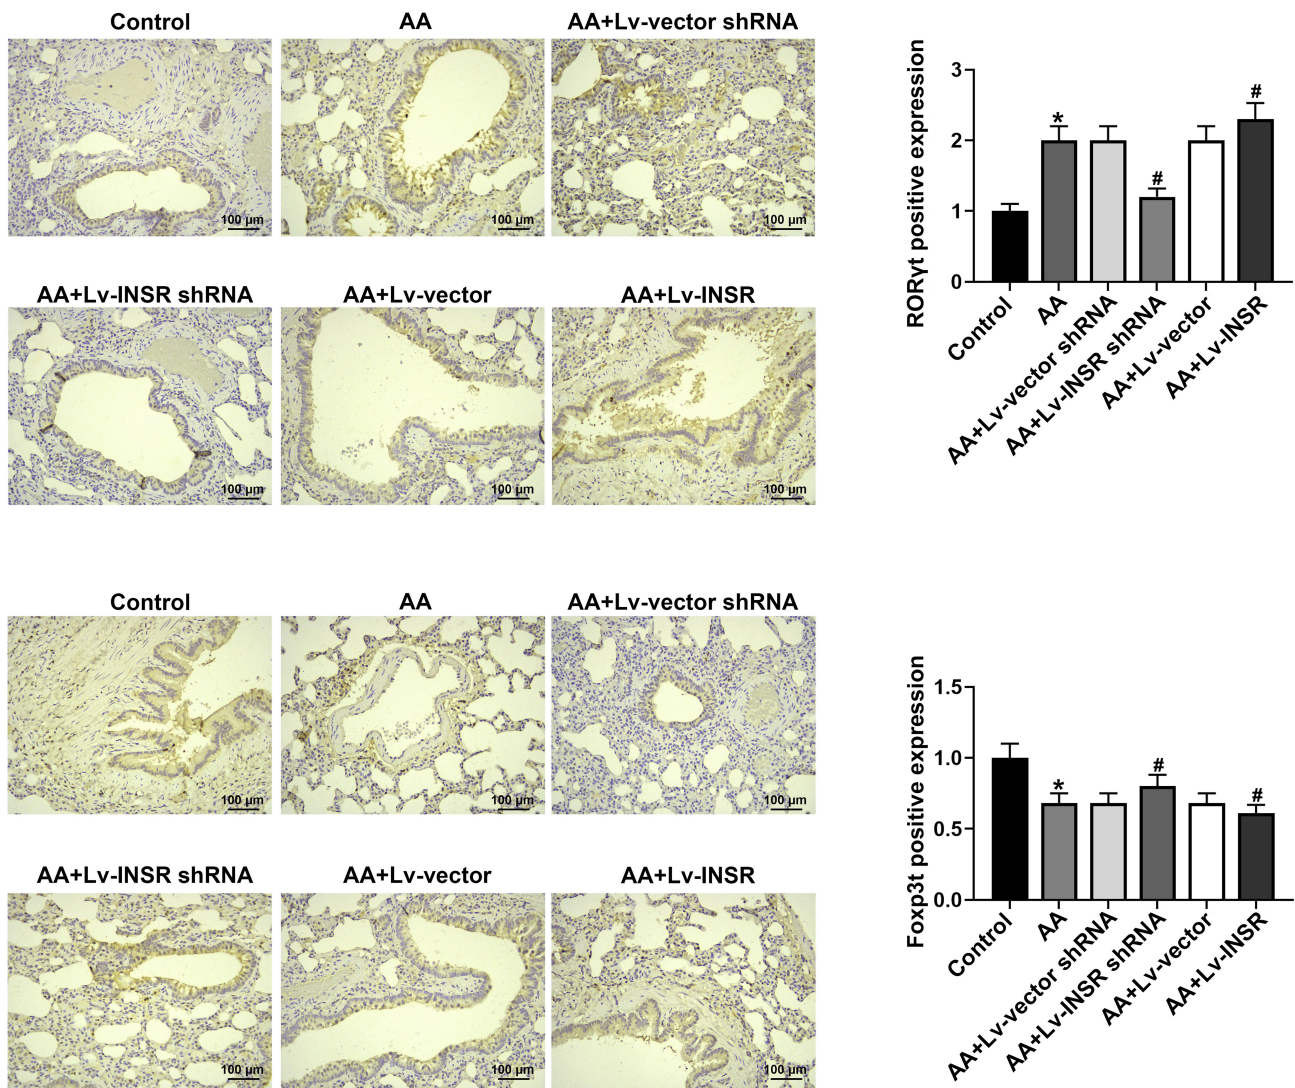 Control
AA
AA+Lv-vector shRNA
100 µm
100 µm
100 µm
AA+Lv-INSR shRNA
AA+Lv-vector
AA+Lv-INSR
100 µm
100 µm
100 µm
RORγt positive expression
3
2
1
0
*
#
#
Control
AA
AA+Lv-vector shRNA
AA+Lv-INSR shRNA
AA+Lv-vector
AA+Lv-INSR
Control
AA
AA+Lv-vector shRNA
100 µm
100 µm
100 µm
AA+Lv-INSR shRNA
AA+Lv-vector
AA+Lv-INSR
100 µm
100 µm
100 µm
Foxp3t positive expression
1.5
1.0
0.5
0.0
*
#
#
Control
AA
AA+Lv-vector shRNA
AA+Lv-INSR shRNA
AA+Lv-vector
AA+Lv-INSR